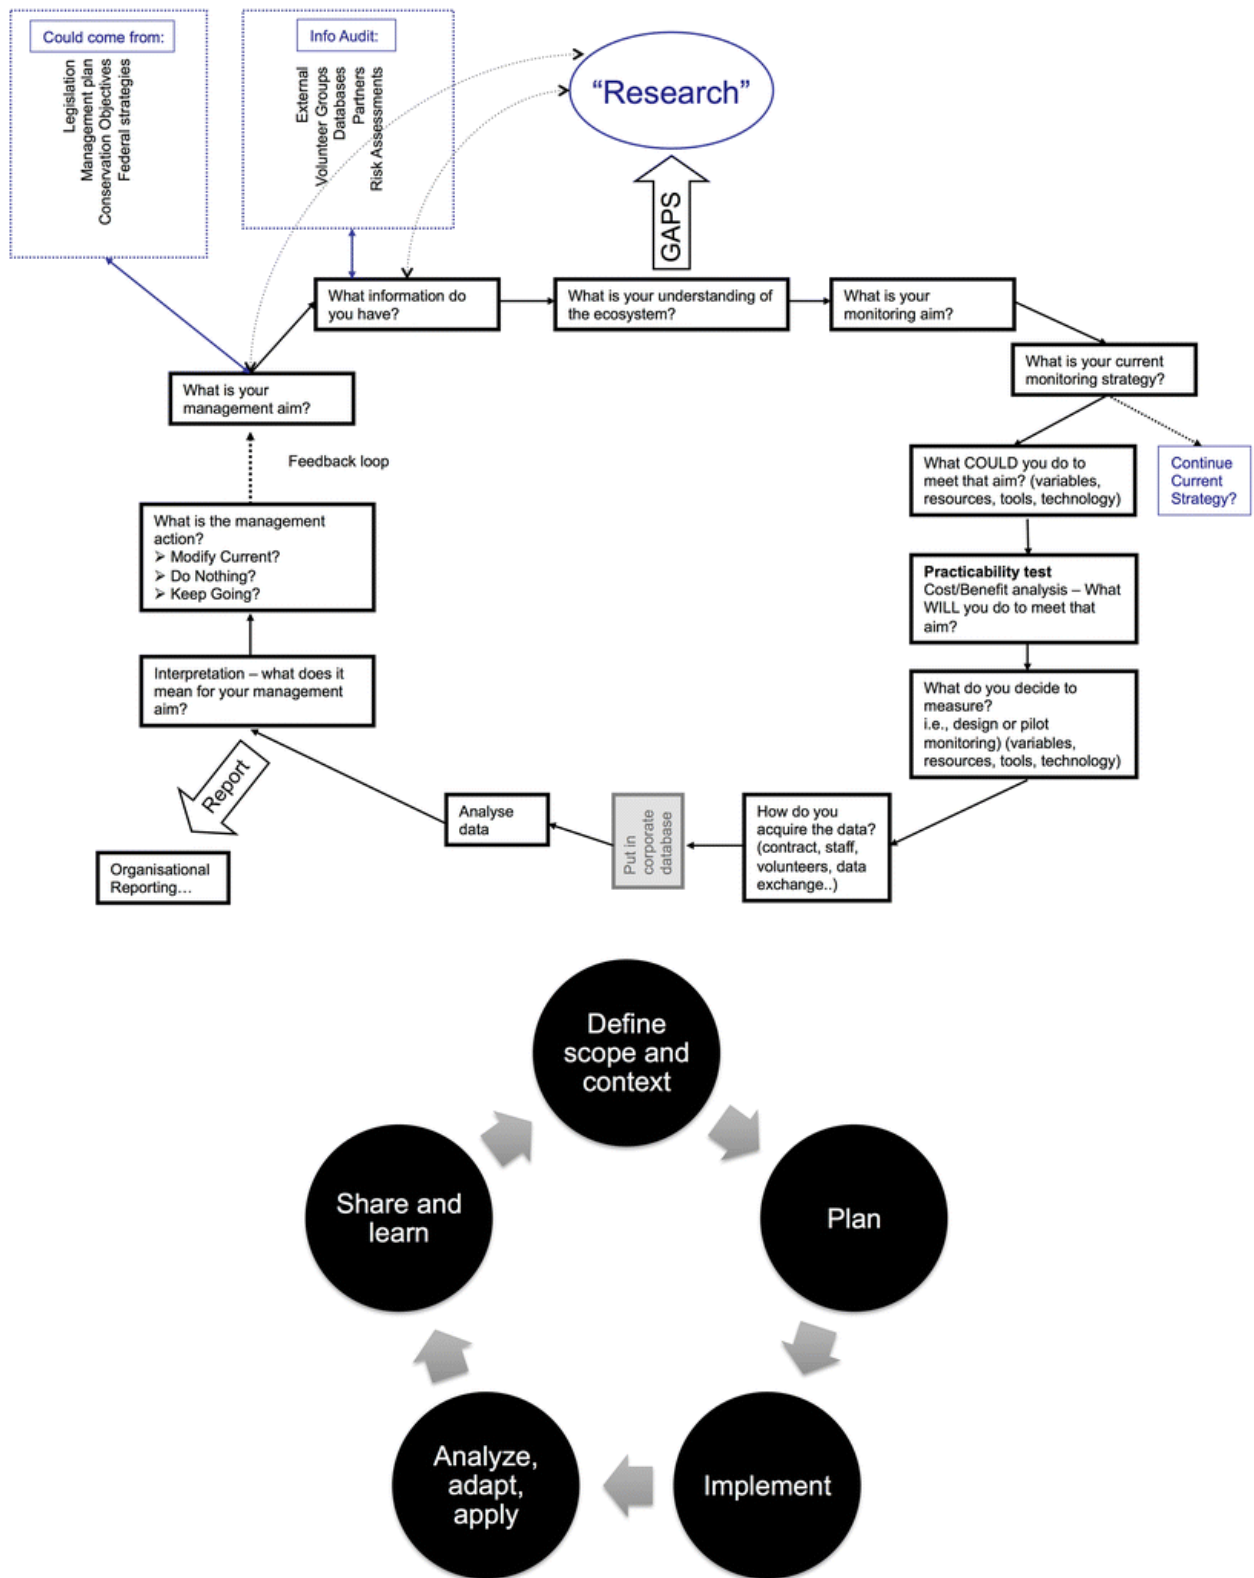 Could come from:
Legislation
Management plan
Conservation Objectives
Federal strategies
Info Audit:
External
Volunteer Groups
Databases
Partners
Risk Assessments
“Research”
GAPS
What information do
you have?
What is your understanding of
the ecosystem?
What is your
monitoring aim?
What is your current
monitoring strategy?
What is your
management aim?
Feedback loop
What COULD you do to
meet that aim? (variables,
resources, tools, technology)
Continue
Current
Strategy?
What is the management
action?
➢ Modify Current?
➢ Do Nothing?
➢ Keep Going?
Practicability test
Cost/Benefit analysis – What
WILL you do to meet that
aim?
Interpretation – what does it
mean for your management
aim?
What do you decide to
measure?
i.e., design or pilot
monitoring) (variables,
resources, tools, technology)
Report
Analyse
data
Put in
corporate
database
How do you
acquire the data?
(contract, staff,
volunteers, data
exchange..)
Organisational
Reporting…
Define
scope and
context
Share and
learn
Plan
Analyze,
adapt,
apply
Implement